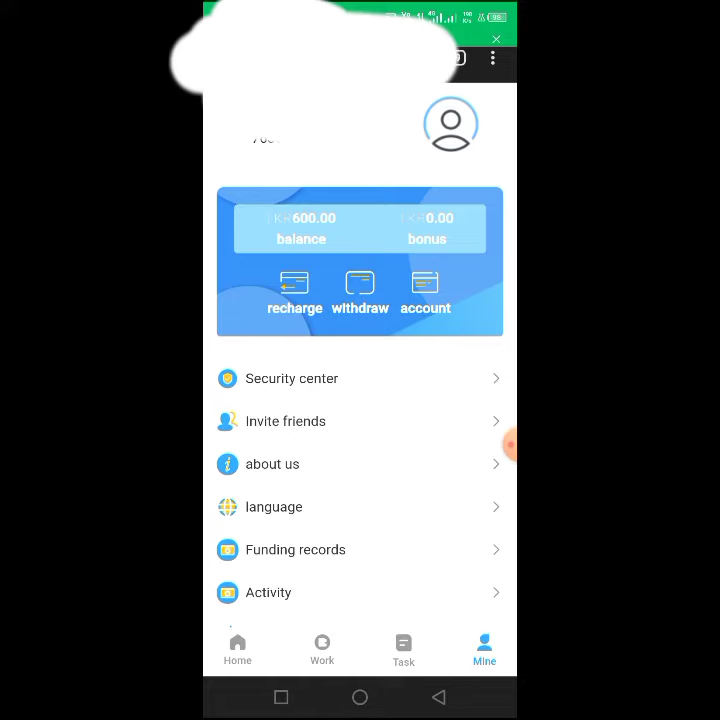 98
600.00
0.00
balance
bonus
recharge
withdraw
account
Security center
Invite friends
about us
language
Funding records
Activity
Home
Work
Task
Mine